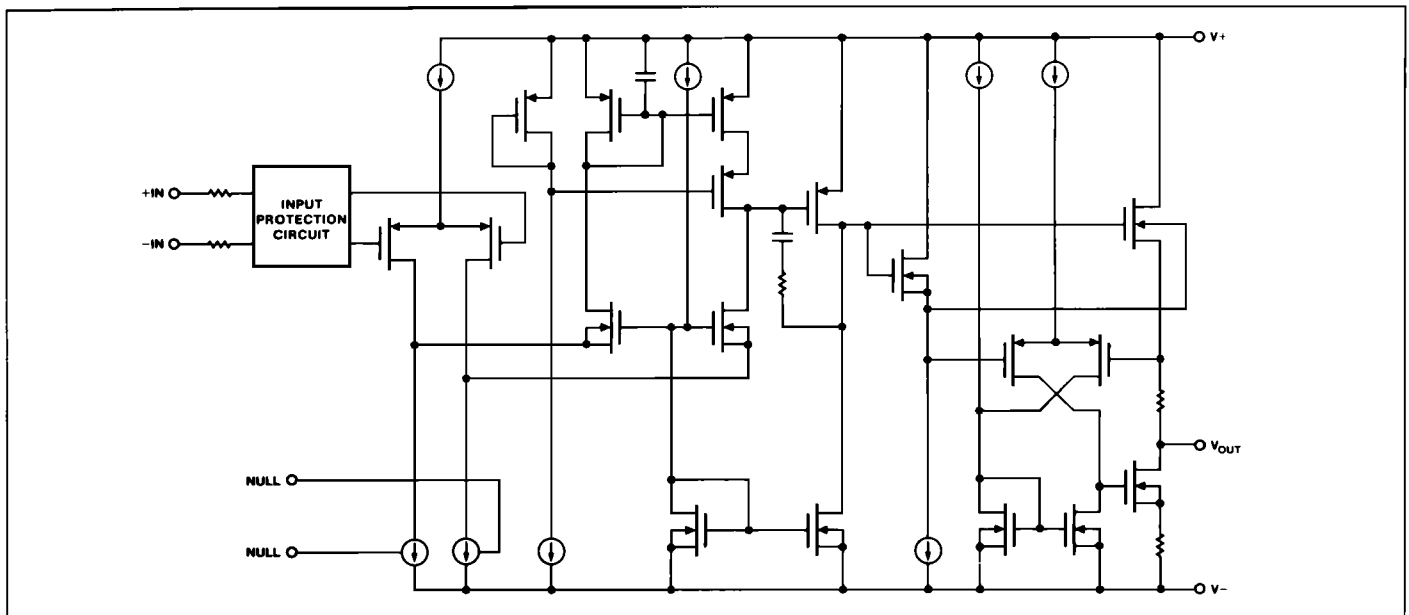 V+
+IN
-IN
INPUT
PROTECTION
CIRCUIT
VOUT
NULL
NULL
V-